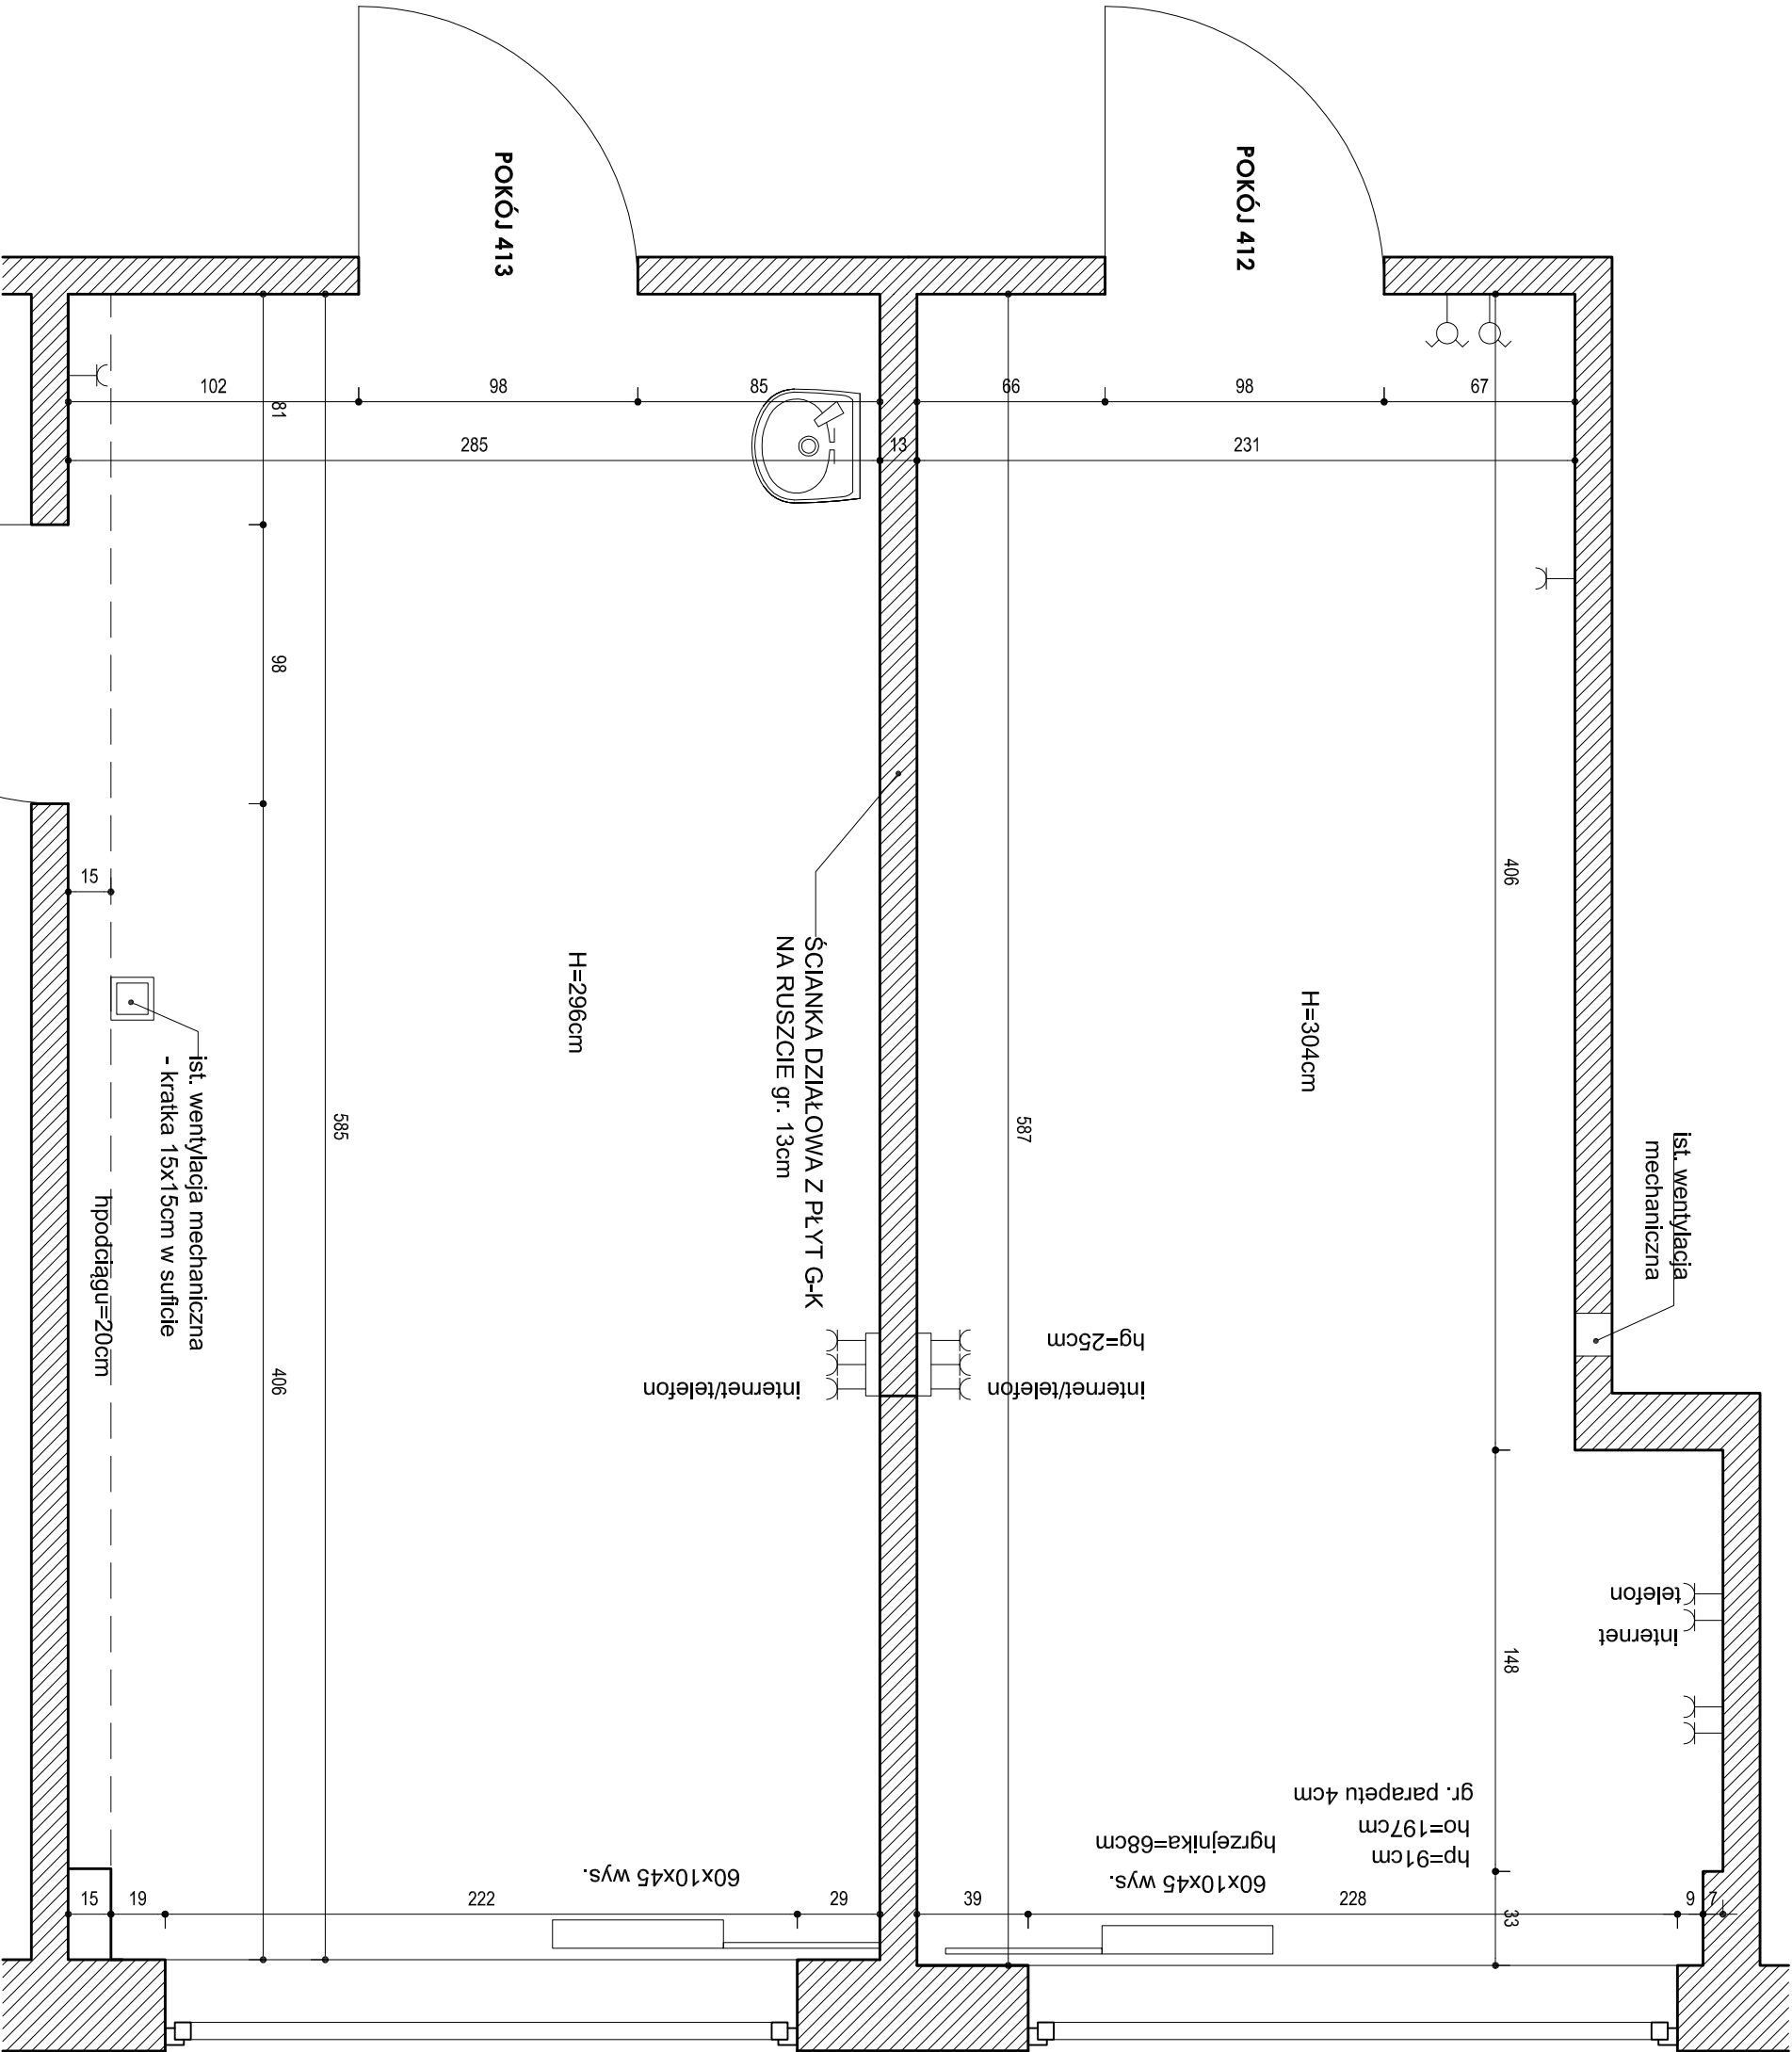 POKÓJ 413
POKÓJ 412
102
98
85
66
98
67
81
285
13
231
98
406
15
H=296cm
ŚCIANKA DZIAŁOWA Z PŁYT G-K
NA RUSZCIE gr. 13cm
H=304cm
587
585
ist. wentylacja mechaniczna
- kratka 15x15cm w suficie
hpodciągu=20cm
ist. wentylacja
mechaniczna
406
hg=25cm
internet/telefon
internet/telefon
telefon
internet
148
gr. parapetu 4cm
ho=197cm
hp=91cm
hgrzejnika=68cm
60x10x45 wys.
60x10x45 wys.
15
19
222
29
39
228
9
7
33